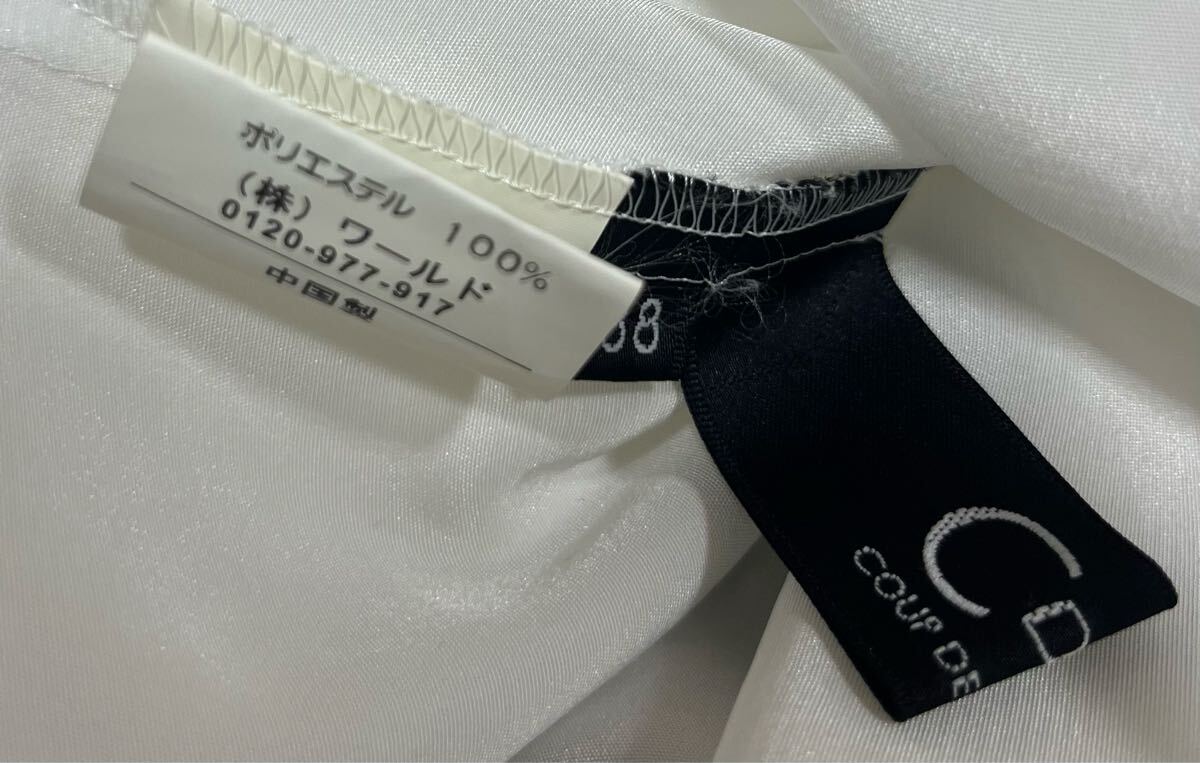 ポリエステル 100%
(株) ワールド
0120-977-917
中国製
38
COUP DE